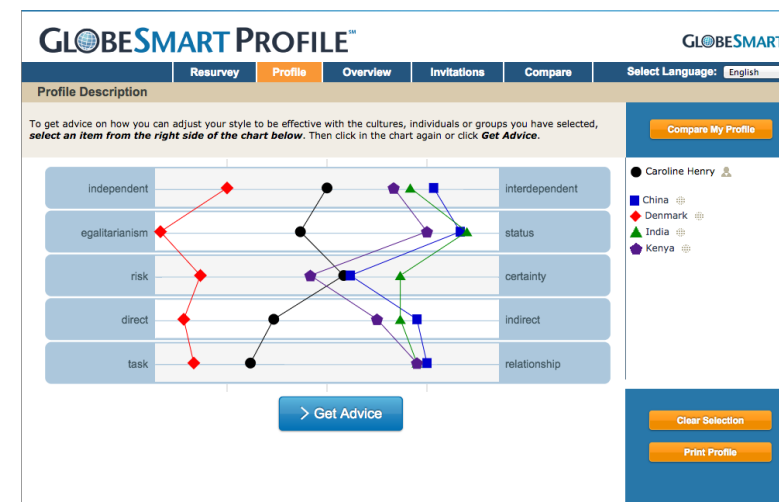 GLOBESMART PROFILE℠
GLOBESMART
Resurvey Profile Overview Invitations Compare Select Language: English
Profile Description
To get advice on how you can adjust your style to be effective with the cultures, individuals or groups you have selected,
select an item from the right side of the chart below. Then click in the chart again or click Get Advice.
Compare My Profile
independent interdependent
egalitarianism status
risk certainty
direct indirect
task relationship
Caroline Henry
China
Denmark
India
Kenya
> Get Advice
Clear Selection
Print Profile